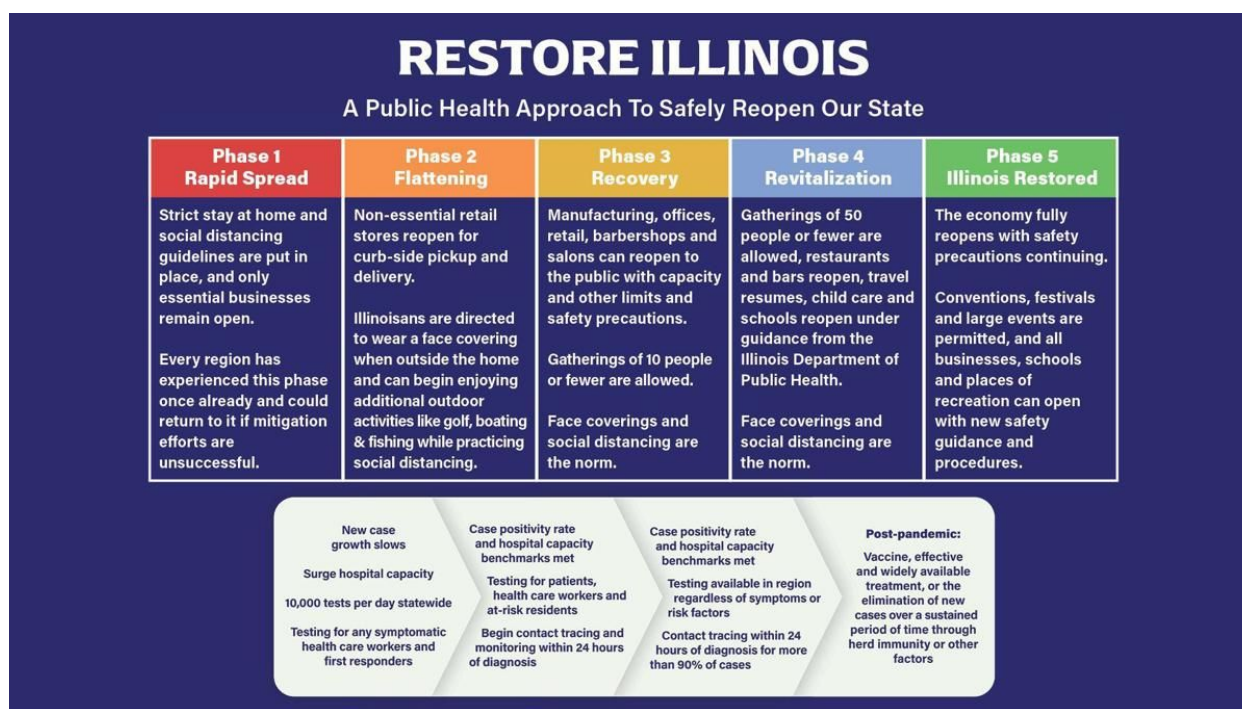 RESTORE ILLINOIS
A Public Health Approach To Safely Reopen Our State
Phase 1
Rapid Spread
Strict stay at home and
social distancing
guidelines are put in
place, and only
essential businesses
remain open.
Every region has
experienced this phase
once already and could
return to it if mitigation
efforts are
unsuccessful.
Phase 2
Flattening
Non-essential retail
stores reopen for
curb-side pickup and
delivery.
Illinoisans are directed
to wear a face covering
when outside the home
and can begin enjoying
additional outdoor
activities like golf, boating
& fishing while practicing
social distancing.
Phase 3
Recovery
Manufacturing, offices,
retail, barbershops and
salons can reopen to
the public with capacity
and other limits and
safety precautions.
Gatherings of 10 people
or fewer are allowed.
Face coverings and
social distancing are
the norm.
Phase 4
Revitalization
Gatherings of 50
people or fewer are
allowed, restaurants
and bars reopen, travel
resumes, child care and
schools reopen under
guidance from the
Illinois Department of
Public Health.
Face coverings and
social distancing are
the norm.
Phase 5
Illinois Restored
The economy fully
reopens with safety
precautions continuing.
Conventions, festivals
and large events are
permitted, and all
businesses, schools
and places of
recreation can open
with new safety
guidance and
procedures.
New case
growth slows
Surge hospital capacity
10,000 tests per day statewide
Testing for any symptomatic
health care workers and
first responders
Case positivity rate
and hospital capacity
benchmarks met
Testing for patients,
health care workers and
at-risk residents
Begin contact tracing and
monitoring within 24 hours
of diagnosis
Case positivity rate
and hospital capacity
benchmarks met
Testing available in region
regardless of symptoms or
risk factors
Contact tracing within 24
hours of diagnosis for more
than 90% of cases
Post-pandemic:
Vaccine, effective
and widely available
treatment, or the
elimination of new
cases over a sustained
period of time through
herd immunity or other
factors